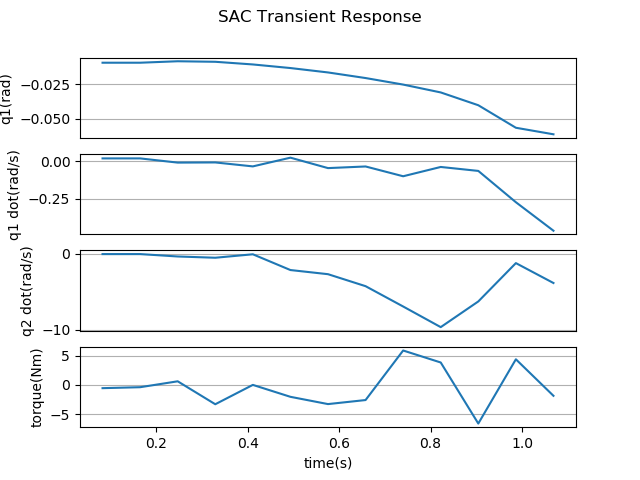 SAC Transient Response
q1(rad)
−0.025
−0.050
q1 dot(rad/s)
0.00
−0.25
q2 dot(rad/s)
0
−10
torque(Nm)
5
0
−5
0.2 0.4 0.6 0.8 1.0
time(s)